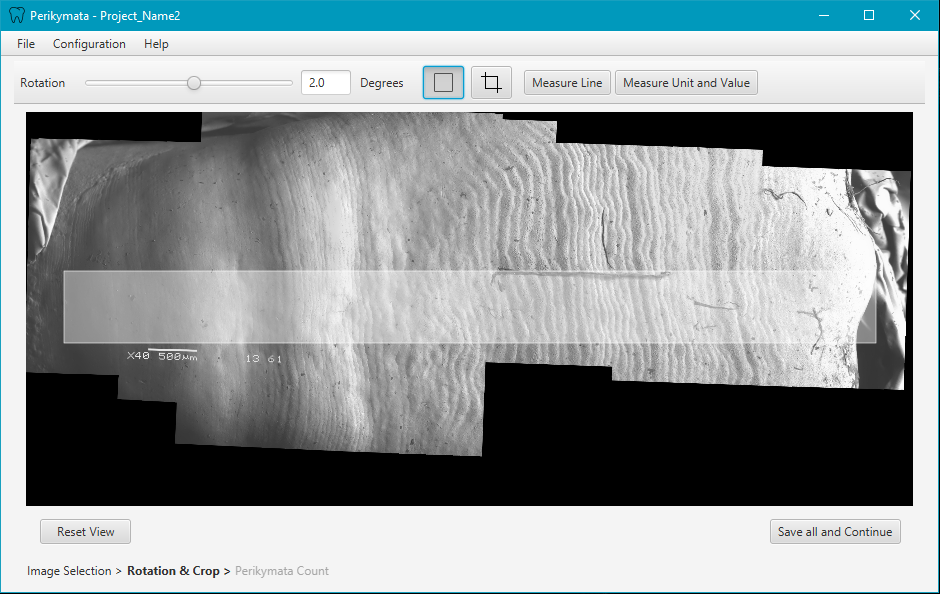 Perikymata - Project_Name2
File Configuration Help
Rotation 2.0 Degrees Measure Line Measure Unit and Value
X40 500µm 13 61
Reset View Save all and Continue
Image Selection > Rotation & Crop > Perikymata Count